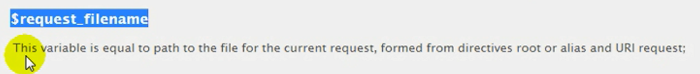 $request_filename
This variable is equal to path to the file for the current request, formed from directives root or alias and URI request;